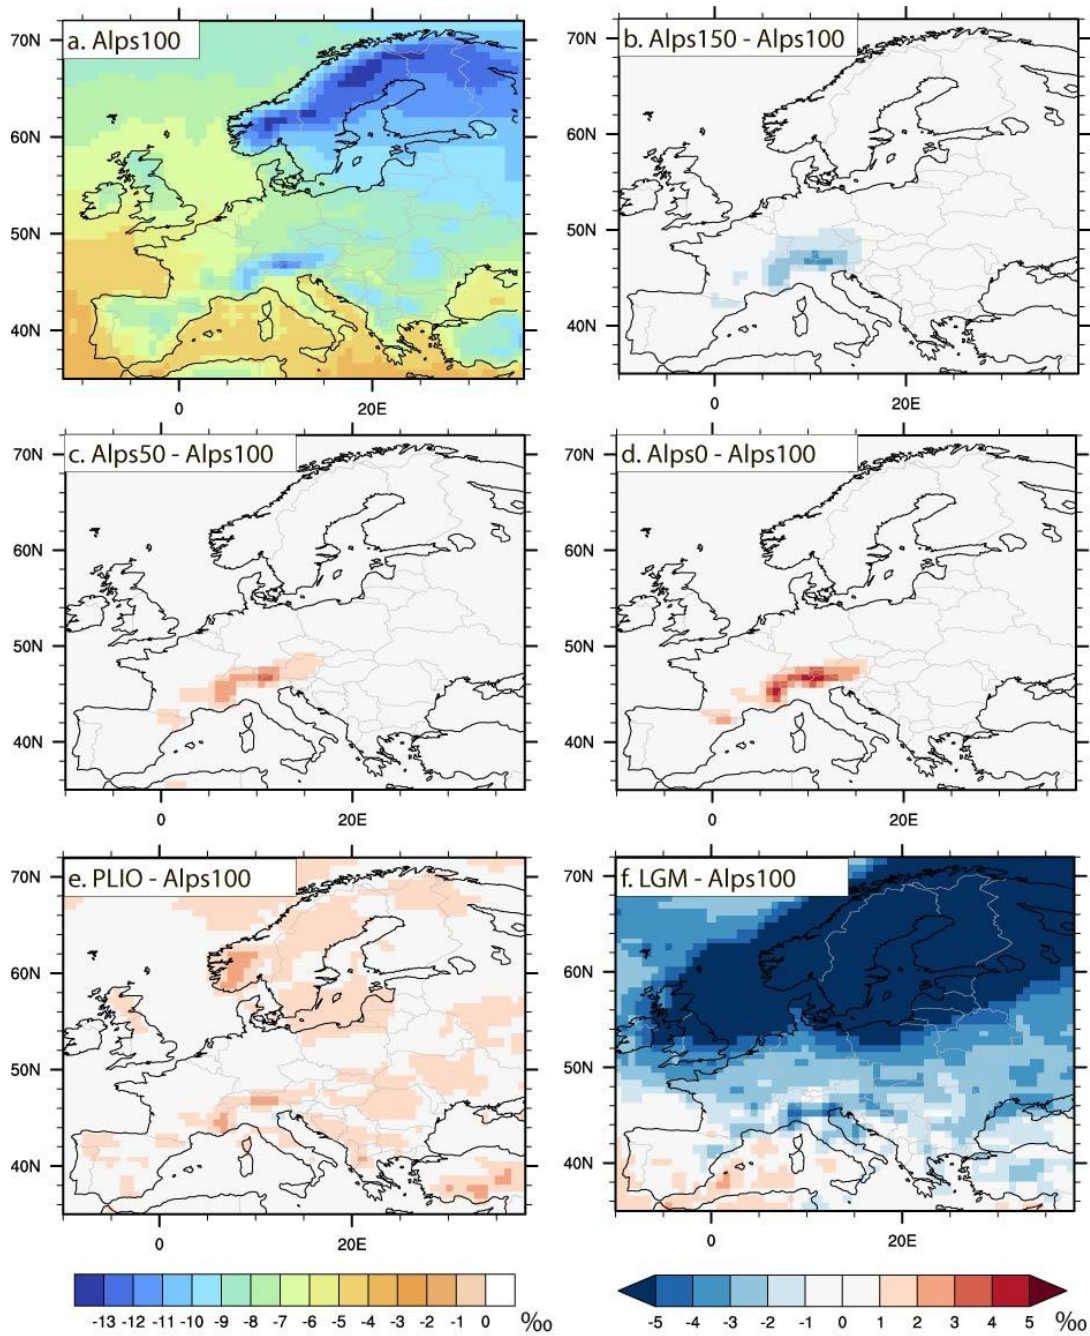 a. Alps100
b. Alps150 - Alps100
70N
60N
50N
40N
0
20E
70N
60N
50N
40N
0
20E
c. Alps50 - Alps100
d. Alps0 - Alps100
70N
60N
50N
40N
0
20E
70N
60N
50N
40N
0
20E
e. PLIO - Alps100
f. LGM - Alps100
70N
60N
50N
40N
0
20E
70N
60N
50N
40N
0
20E
-13 -12 -11 -10 -9 -8 -7 -6 -5 -4 -3 -2 -1 0 ‰
-5 -4 -3 -2 -1 0 1 2 3 4 5 ‰